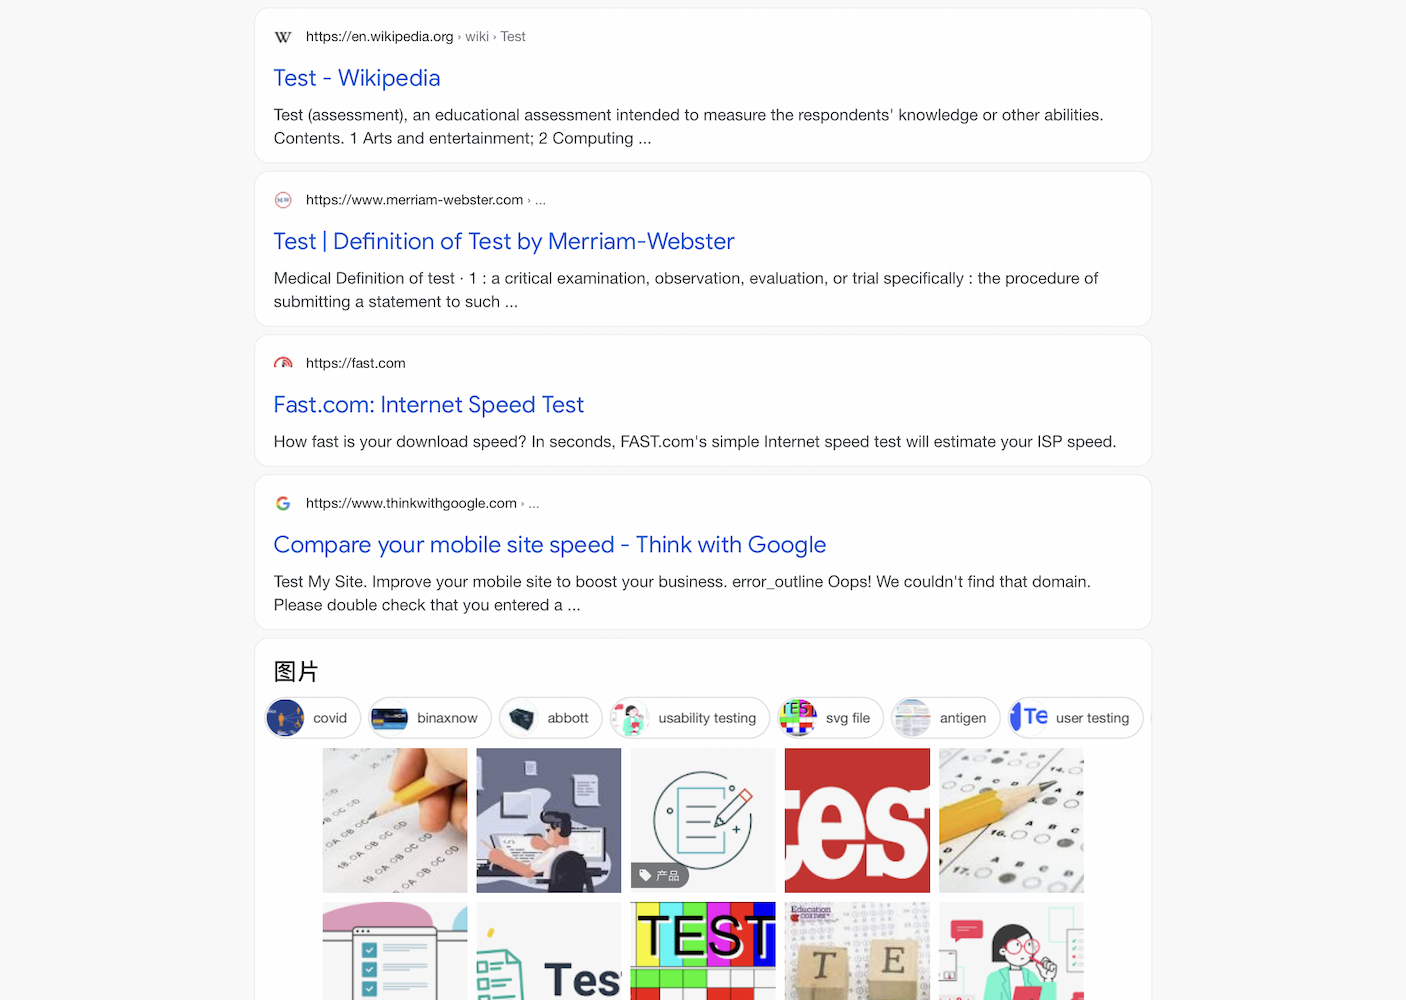 https://en.wikipedia.org › wiki › Test
Test - Wikipedia
Test (assessment), an educational assessment intended to measure the respondents' knowledge or other abilities.
Contents. 1 Arts and entertainment; 2 Computing ...
https://www.merriam-webster.com › ...
Test | Definition of Test by Merriam-Webster
Medical Definition of test · 1 : a critical examination, observation, evaluation, or trial specifically : the procedure of
submitting a statement to such ...
https://fast.com
Fast.com: Internet Speed Test
How fast is your download speed? In seconds, FAST.com's simple Internet speed test will estimate your ISP speed.
https://www.thinkwithgoogle.com › ...
Compare your mobile site speed - Think with Google
Test My Site. Improve your mobile site to boost your business. error_outline Oops! We couldn't find that domain.
Please double check that you entered a ...
图片
covid
binaxnow
abbott
usability testing
TEST
svg file
antigen
Te
user testing
产品
test
Test
TEST
Education
corner
T E